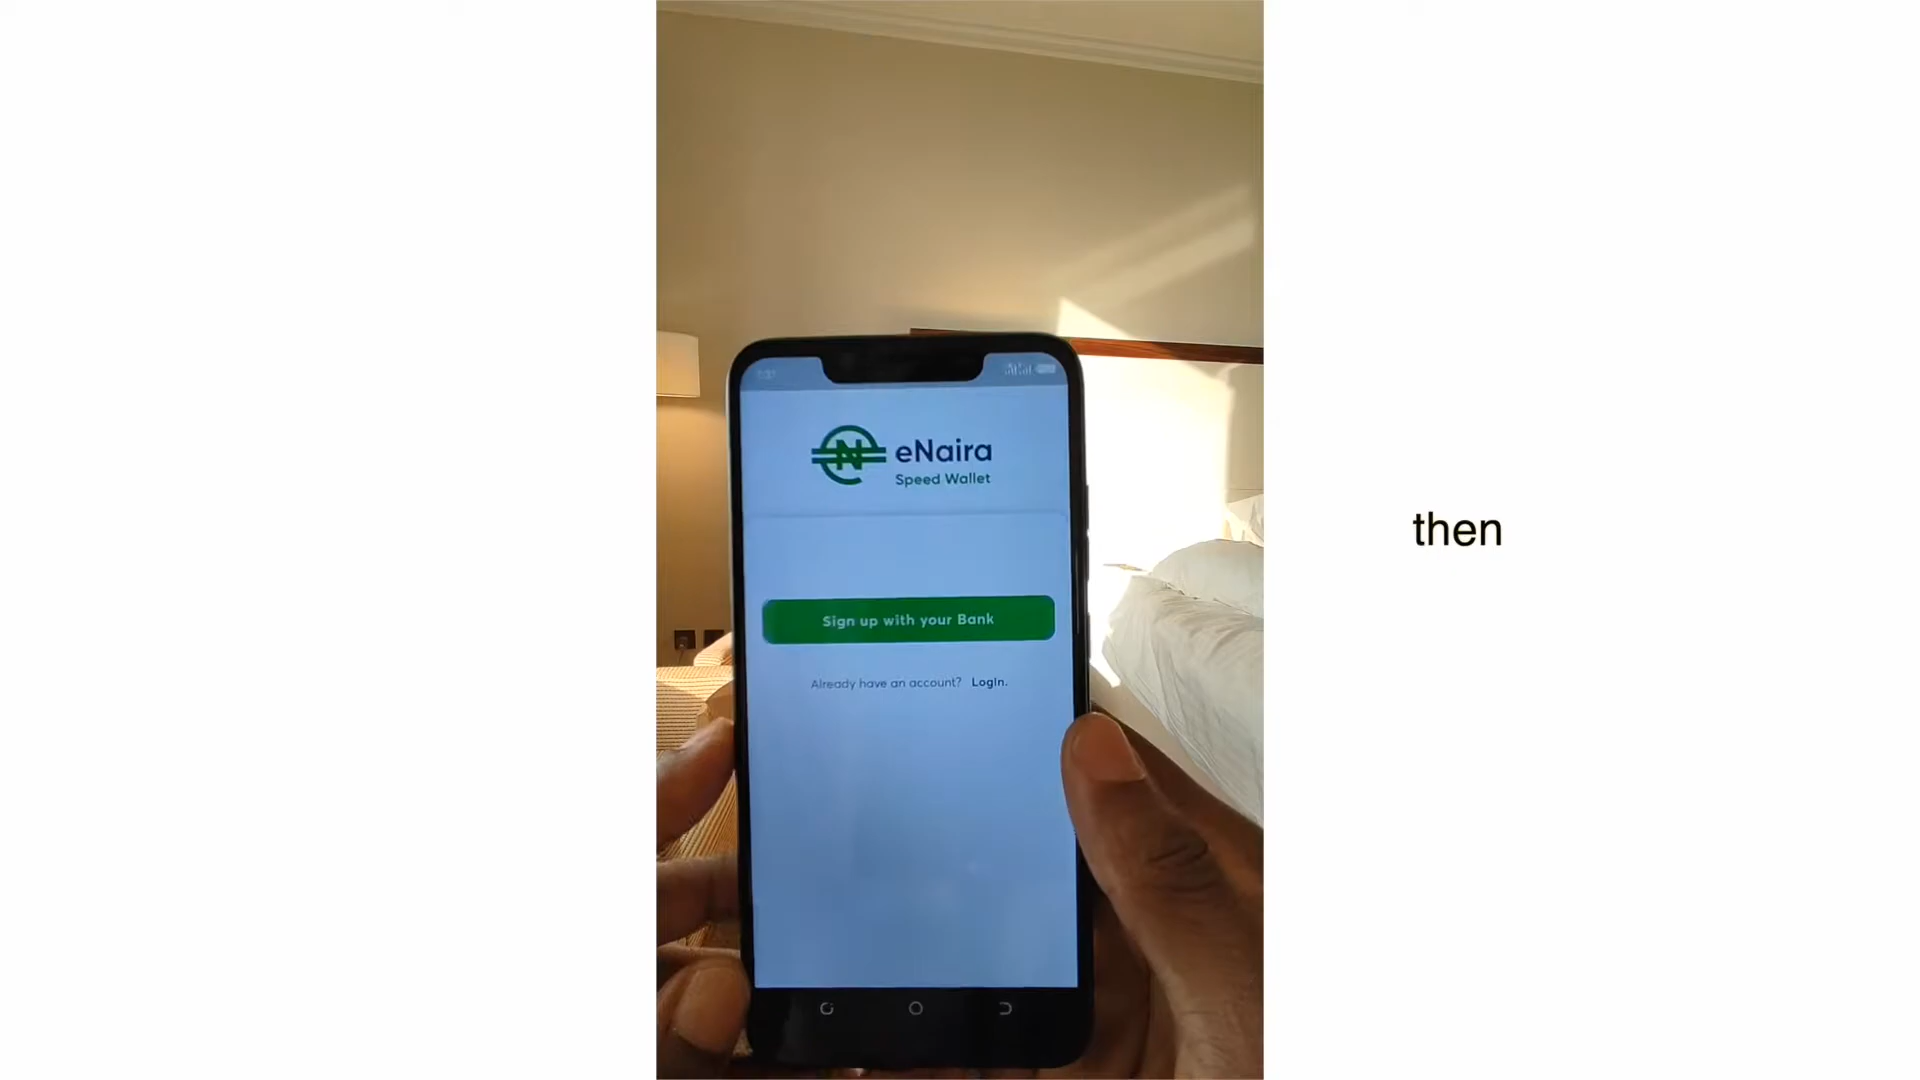 eNaira
Speed Wallet
Sign up with your Bank
Already have an account? LogIn.
then